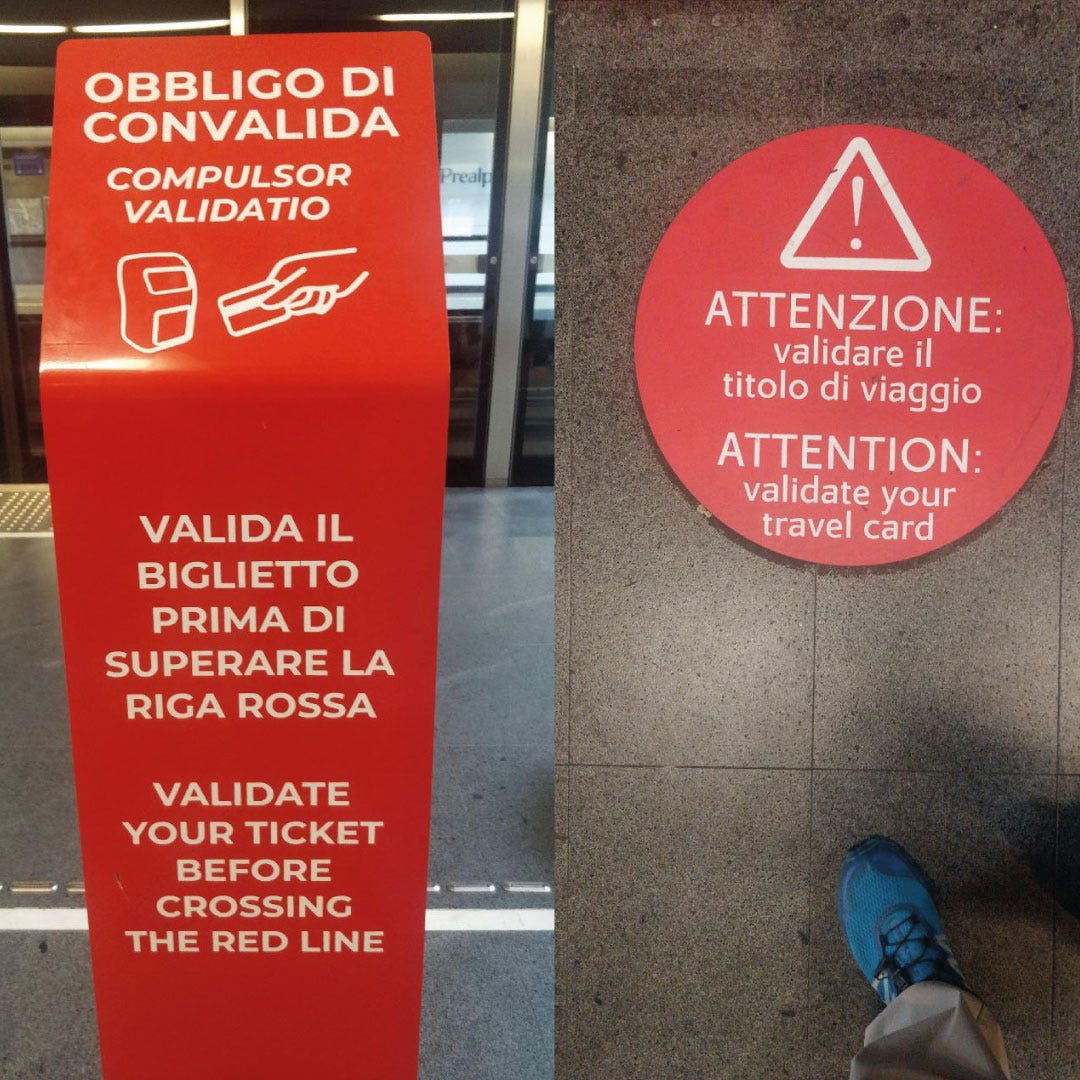 OBBLIGO DI
CONVALIDA
COMPULSOR
VALIDATIO
VALIDA IL
BIGLIETTO
PRIMA DI
SUPERARE LA
RIGA ROSSA
VALIDATE
YOUR TICKET
BEFORE
CROSSING
THE RED LINE
Prealp
ATTENZIONE:
validare il
titolo di viaggio
ATTENTION:
validate your
travel card